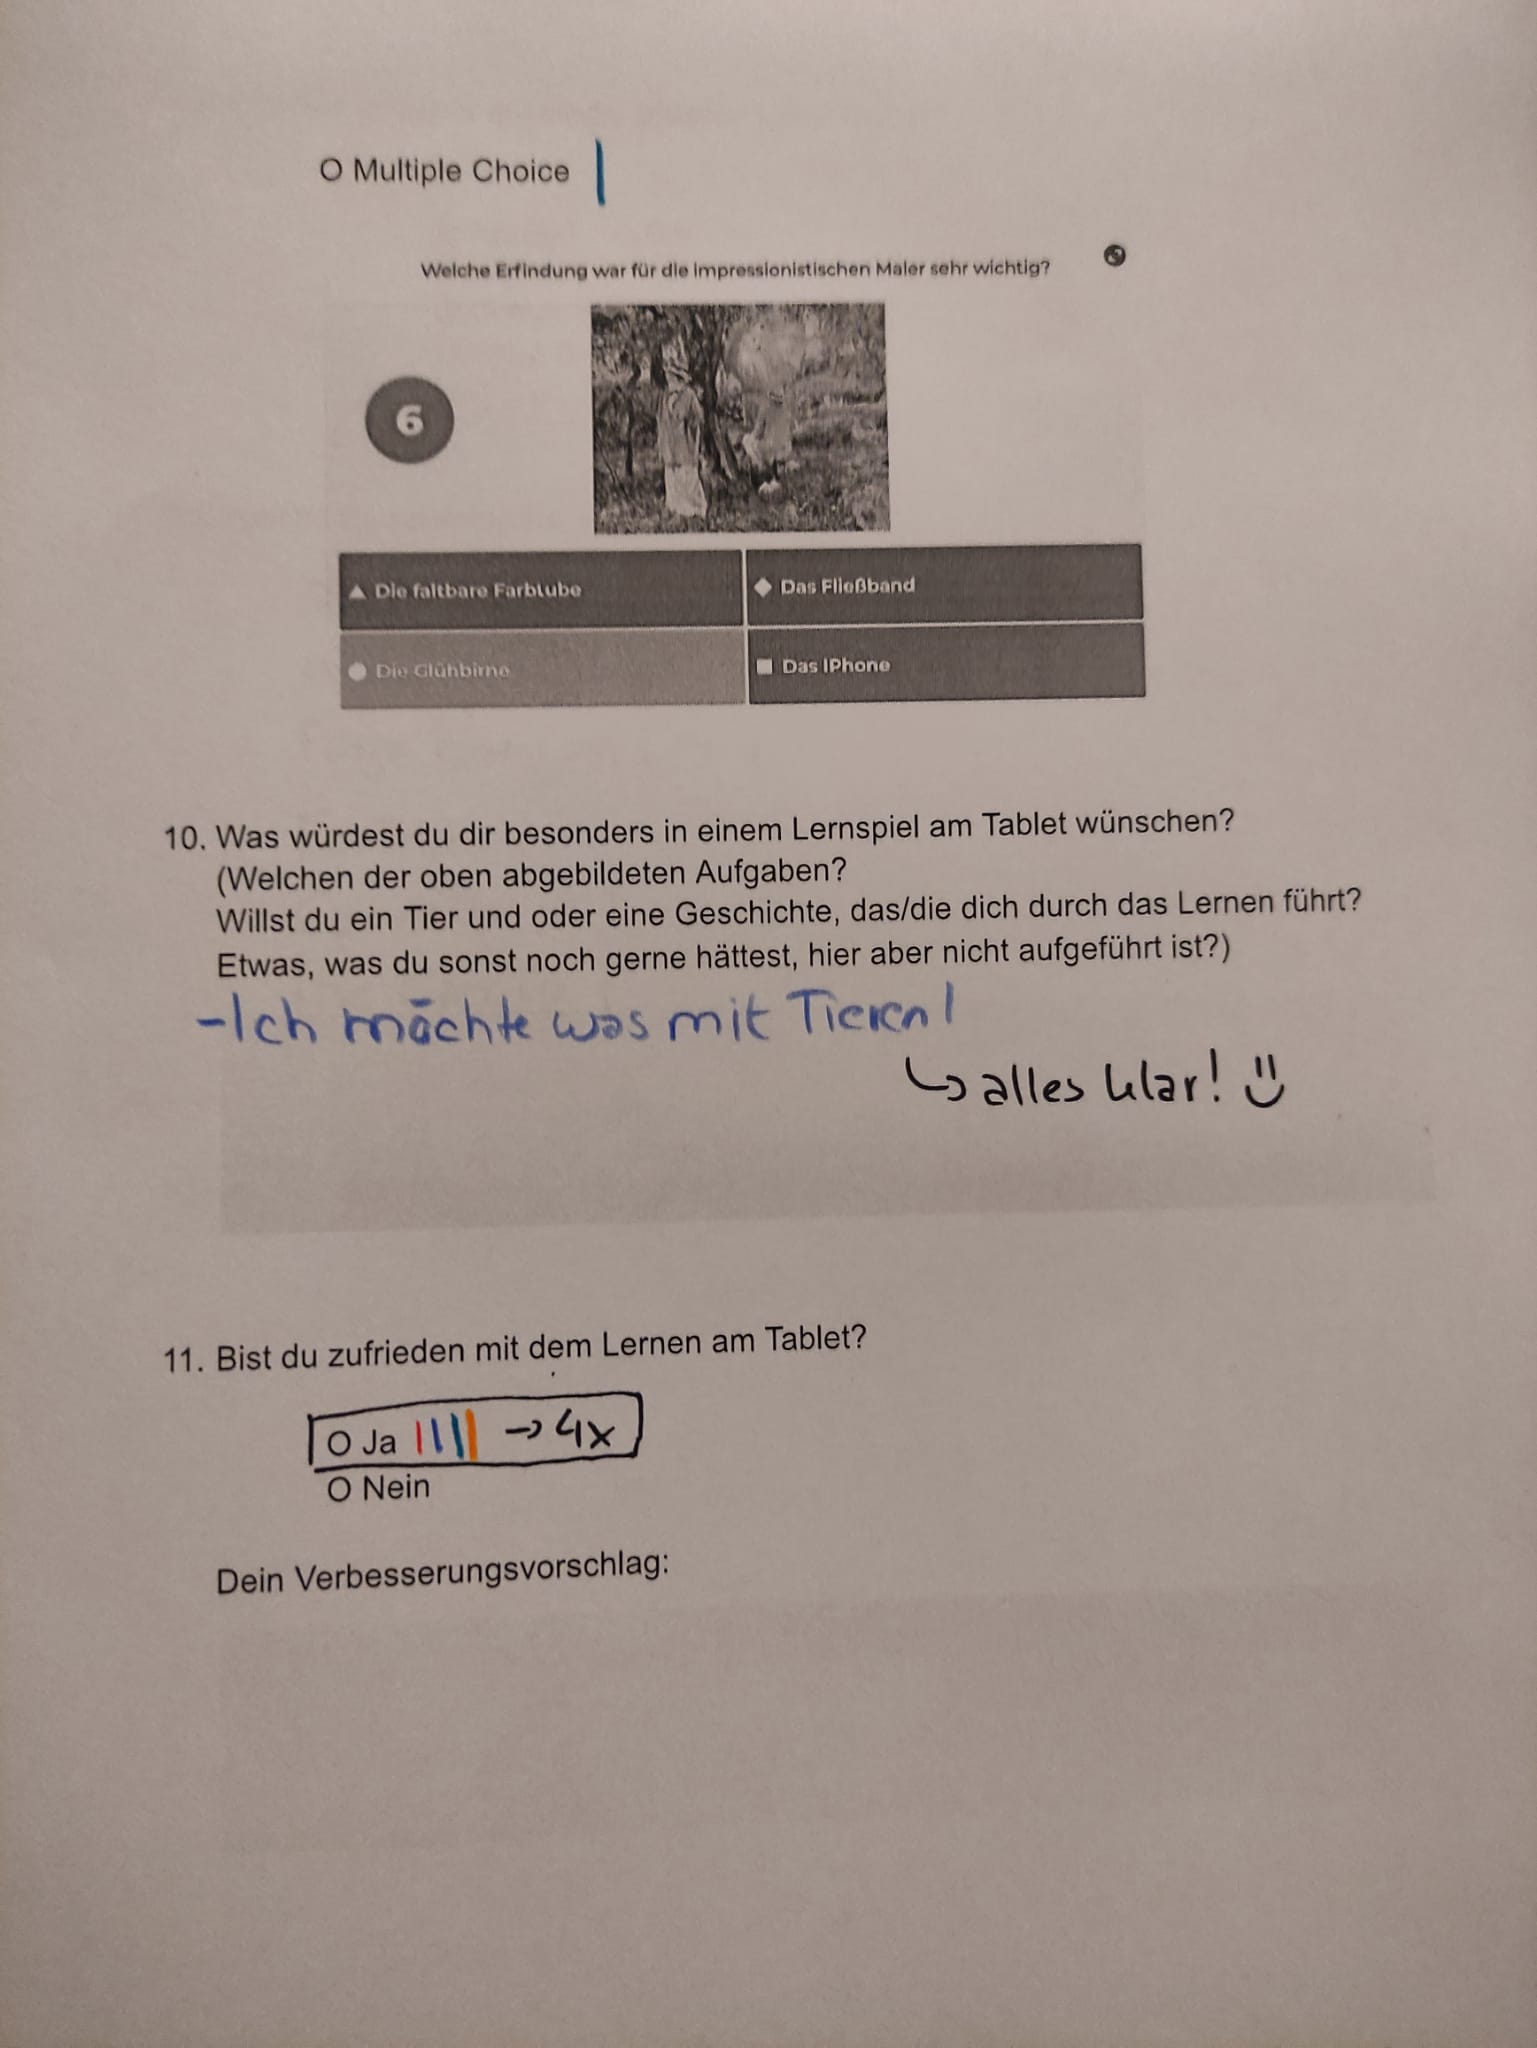 O Multiple Choice |
Welche Erfindung war für die impressionistischen Maler sehr wichtig?
6
▲ Die faltbare Farbtube
◆ Das Fließband
● Die Glühbirne
■ Das iPhone
10. Was würdest du dir besonders in einem Lernspiel am Tablet wünschen?
(Welchen der oben abgebildeten Aufgaben?
Willst du ein Tier und oder eine Geschichte, das/die dich durch das Lernen führt?
Etwas, was du sonst noch gerne hättest, hier aber nicht aufgeführt ist?)
-Ich möchte was mit Tieren!
↳ alles klar! :)
11. Bist du zufrieden mit dem Lernen am Tablet?
O Ja |||| → 4x
O Nein
Dein Verbesserungsvorschlag: